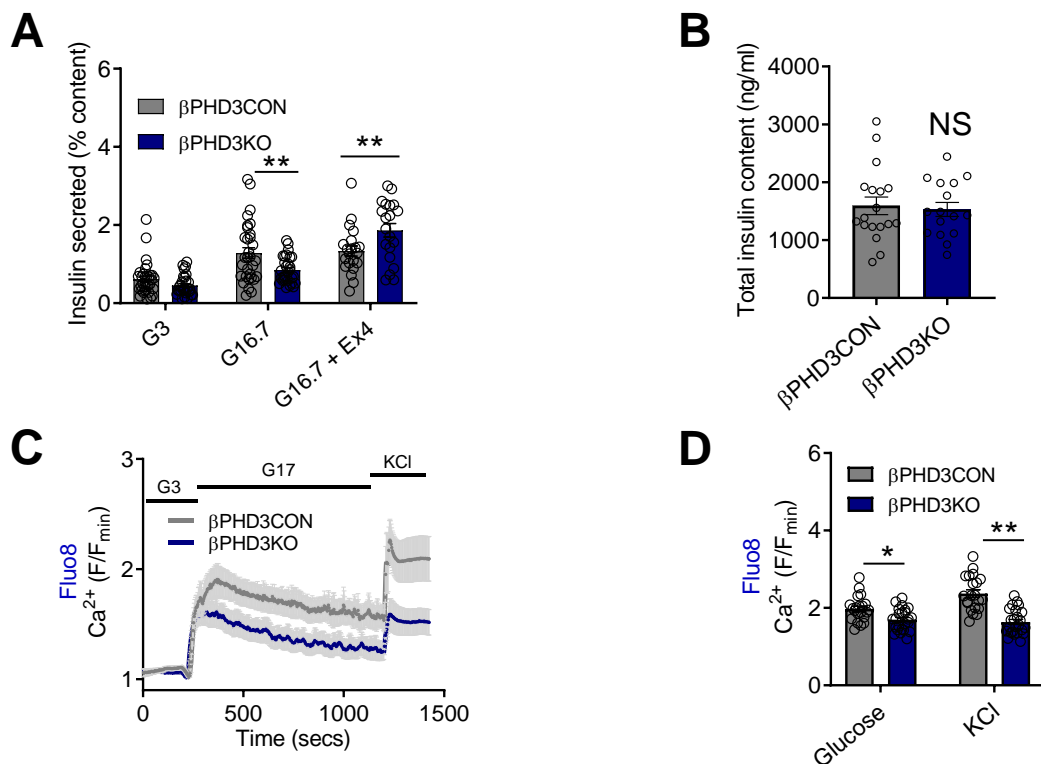 A
Insulin secreted (% content)
6
4
2
0
βPHD3CON
βPHD3KO
**
**
G3
G16.7
G16.7 + Ex4
B
Total insulin content (ng/ml)
4000
3000
2000
1000
0
NS
βPHD3CON
βPHD3KO
C
Fluo8
Ca2+ (F/Fmin)
3
2
1
G3
G17
KCl
βPHD3CON
βPHD3KO
0
500
1000
1500
Time (secs)
D
Fluo8
Ca2+ (F/Fmin)
6
4
2
0
βPHD3CON
βPHD3KO
*
**
Glucose
KCl